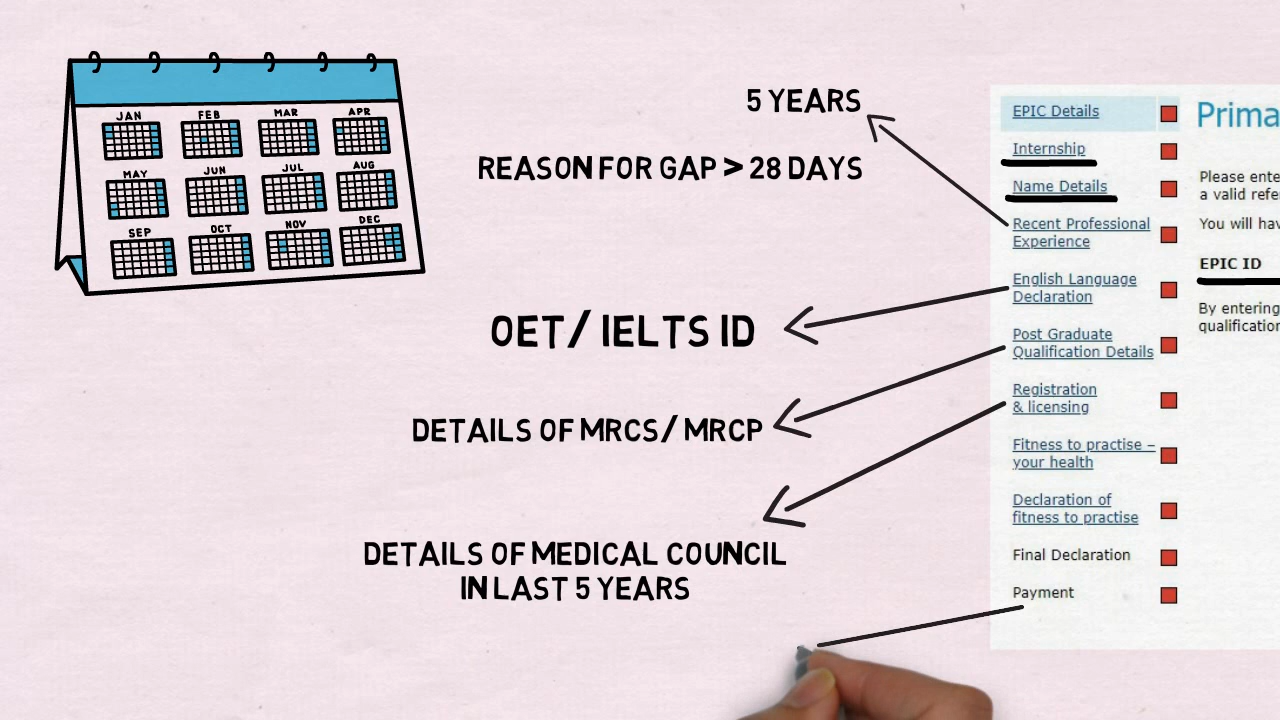 JAN FEB MAR APR
MAY JUN JUL AUG
SEP OCT NOV DEC
5 YEARS
REASON FOR GAP > 28 DAYS
OET/ IELTS ID
DETAILS OF MRCS/ MRCP
DETAILS OF MEDICAL COUNCIL
IN LAST 5 YEARS
EPIC Details
Internship
Name Details
Recent Professional
Experience
English Language
Declaration
Post Graduate
Qualification Details
Registration
& licensing
Fitness to practise –
your health
Declaration of
fitness to practise
Final Declaration
Payment
Prima
Please ente
a valid refe
You will hav
EPIC ID
By entering
qualification